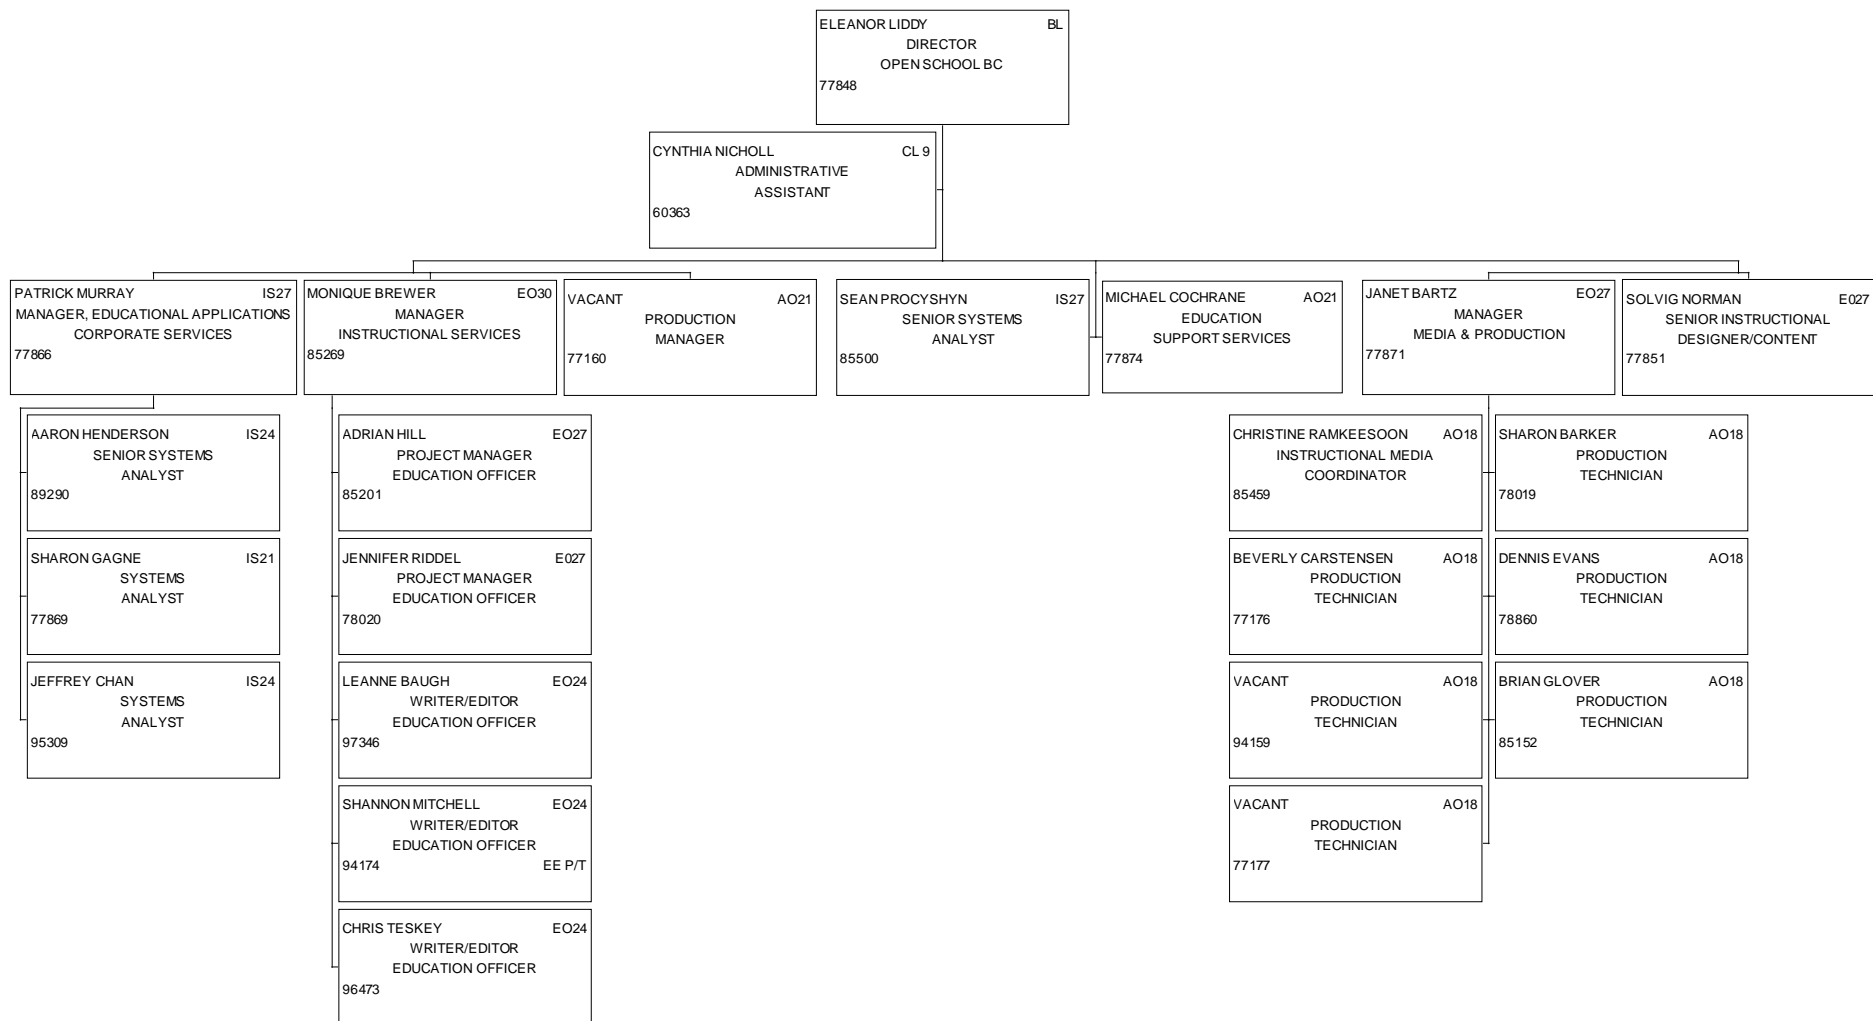 ELEANOR LIDDY BL
DIRECTOR
OPEN SCHOOL BC
77848
CYNTHIA NICHOLL CL 9
ADMINISTRATIVE
ASSISTANT
60363
PATRICK MURRAY IS27
MANAGER, EDUCATIONAL APPLICATIONS
CORPORATE SERVICES
77866
MONIQUE BREWER EO30
MANAGER
INSTRUCTIONAL SERVICES
85269
VACANT AO21
PRODUCTION
MANAGER
77160
SEAN PROCYSHYN IS27
SENIOR SYSTEMS
ANALYST
85500
MICHAEL COCHRANE AO21
EDUCATION
SUPPORT SERVICES
77874
JANET BARTZ EO27
MANAGER
MEDIA & PRODUCTION
77871
SOLVIG NORMAN E027
SENIOR INSTRUCTIONAL
DESIGNER/CONTENT
77851
AARON HENDERSON IS24
SENIOR SYSTEMS
ANALYST
89290
SHARON GAGNE IS21
SYSTEMS
ANALYST
77869
JEFFREY CHAN IS24
SYSTEMS
ANALYST
95309
ADRIAN HILL EO27
PROJECT MANAGER
EDUCATION OFFICER
85201
JENNIFER RIDDEL E027
PROJECT MANAGER
EDUCATION OFFICER
78020
LEANNE BAUGH EO24
WRITER/EDITOR
EDUCATION OFFICER
97346
SHANNON MITCHELL EO24
WRITER/EDITOR
EDUCATION OFFICER
94174 EE P/T
CHRIS TESKEY EO24
WRITER/EDITOR
EDUCATION OFFICER
96473
CHRISTINE RAMKEESOON AO18
INSTRUCTIONAL MEDIA
COORDINATOR
85459
BEVERLY CARSTENSEN AO18
PRODUCTION
TECHNICIAN
77176
VACANT AO18
PRODUCTION
TECHNICIAN
94159
VACANT AO18
PRODUCTION
TECHNICIAN
77177
SHARON BARKER AO18
PRODUCTION
TECHNICIAN
78019
DENNIS EVANS AO18
PRODUCTION
TECHNICIAN
78860
BRIAN GLOVER AO18
PRODUCTION
TECHNICIAN
85152